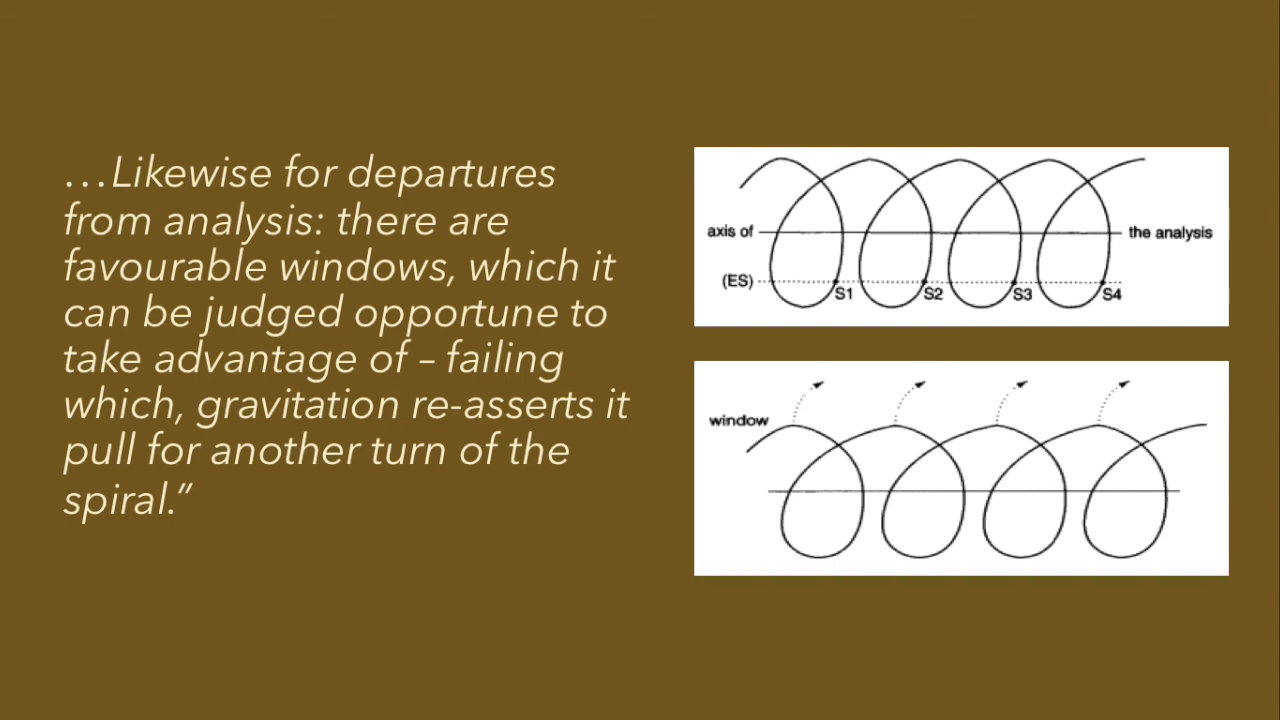 …Likewise for departures
from analysis: there are
favourable windows, which it
can be judged opportune to
take advantage of – failing
which, gravitation re-asserts it
pull for another turn of the
spiral.”
axis of
the analysis
(ES)
S1
S2
S3
S4
window